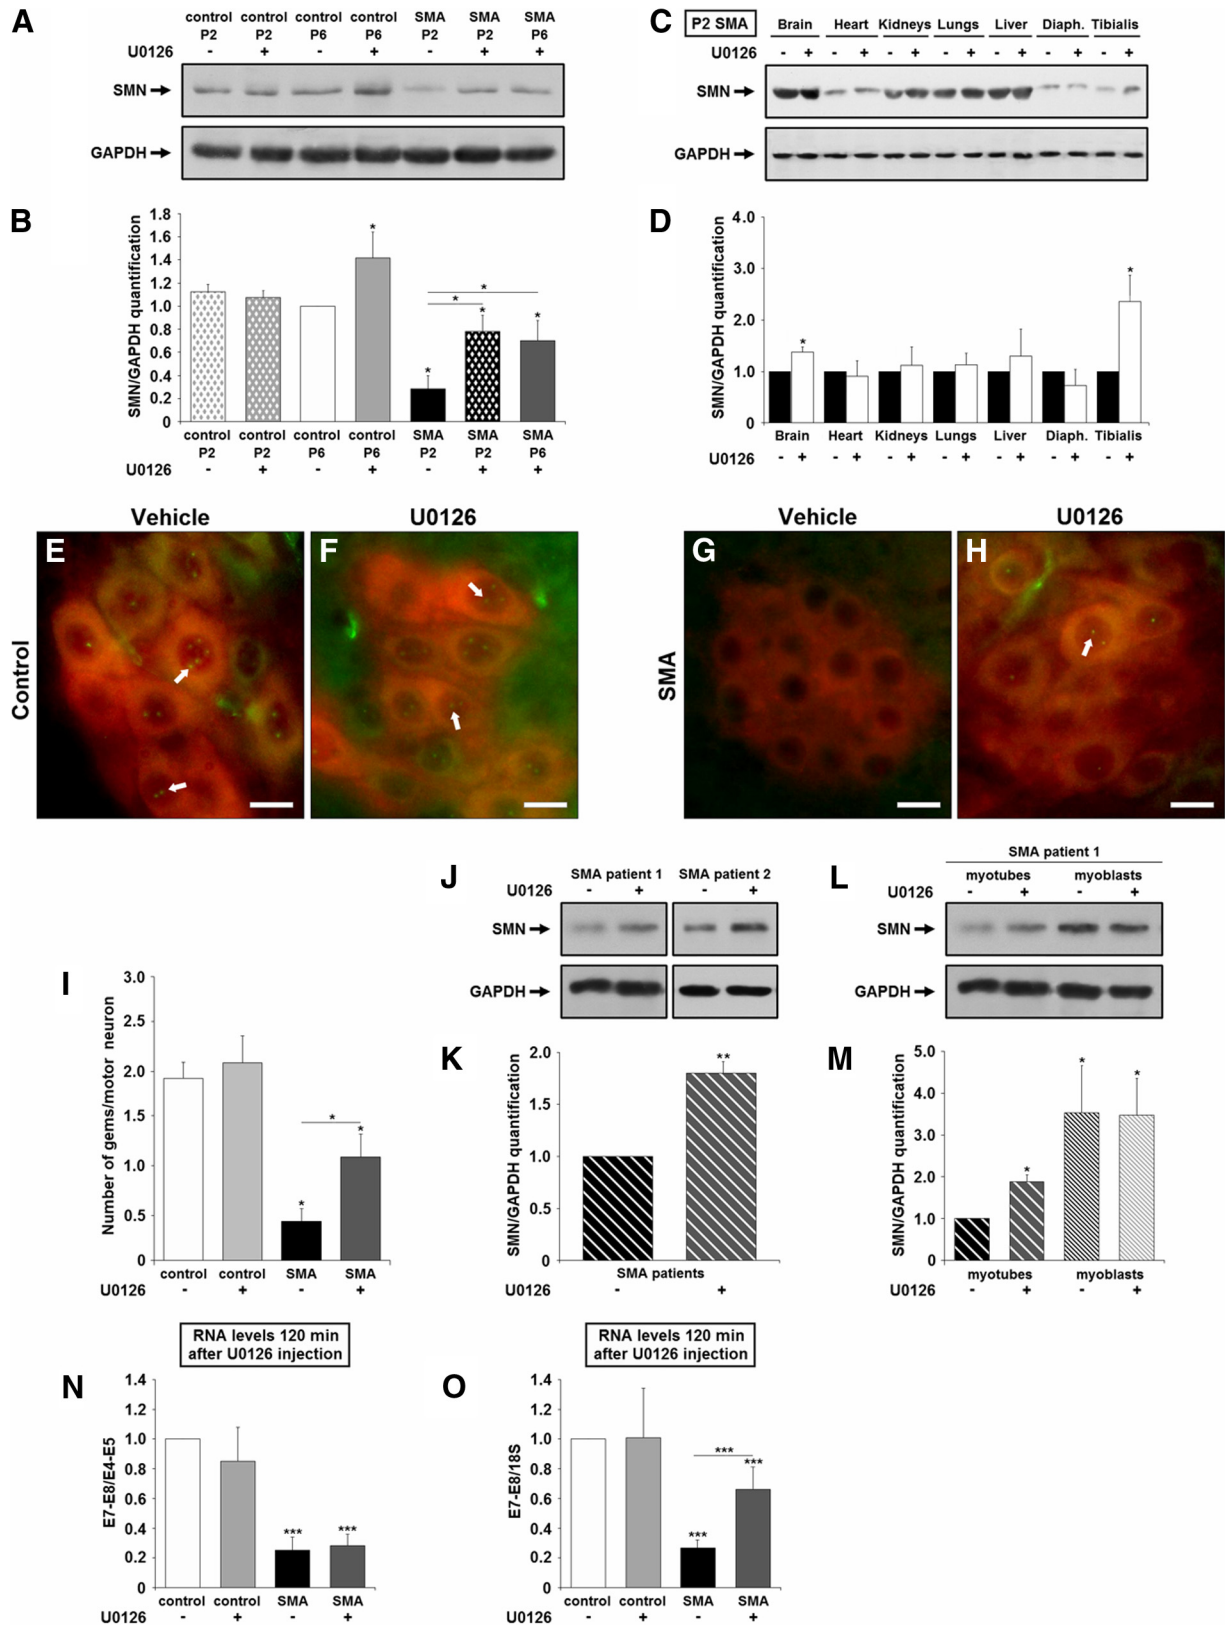 A
control control control control SMA SMA SMA
P2 P2 P6 P6 P2 P2 P6
U0126 - + - + - + +
SMN
GAPDH
C
P2 SMA
Brain Heart Kidneys Lungs Liver Diaph. Tibialis
U0126 - + - + - + - + - + - + - +
SMN
GAPDH
B
SMN/GAPDH quantification
1.8
1.6
1.4
1.2
1.0
0.8
0.6
0.4
0.2
0
* * * * * *
control control control control SMA SMA SMA
P2 P2 P6 P6 P2 P2 P6
U0126 - + - + - + +
D
SMN/GAPDH quantification
4.0
3.0
2.0
1.0
0
* *
Brain Heart Kidneys Lungs Liver Diaph. Tibialis
U0126 - + - + - + - + - + - + - +
Vehicle U0126
Control
E F
Vehicle U0126
SMA
G H
I
Number of gems/motor neuron
3.0
2.5
2.0
1.5
1.0
0.5
0
* * *
control control SMA SMA
U0126 - + - +
J
SMA patient 1 SMA patient 2
U0126 - + - +
SMN
GAPDH
K
SMN/GAPDH quantification
2.0
1.5
1.0
0.5
0
**
SMA patients
U0126 - +
L
SMA patient 1
myotubes myoblasts
U0126 - + - +
SMN
GAPDH
M
SMN/GAPDH quantification
5.0
4.0
3.0
2.0
1.0
0
* * *
myotubes myoblasts
U0126 - + - +
N
RNA levels 120 min
after U0126 injection
E7-E8/E4-E5
1.4
1.2
1.0
0.8
0.6
0.4
0.2
0
*** ***
control control SMA SMA
U0126 - + - +
O
RNA levels 120 min
after U0126 injection
E7-E8/18S
1.4
1.2
1.0
0.8
0.6
0.4
0.2
0
*** *** ***
control control SMA SMA
U0126 - + - +